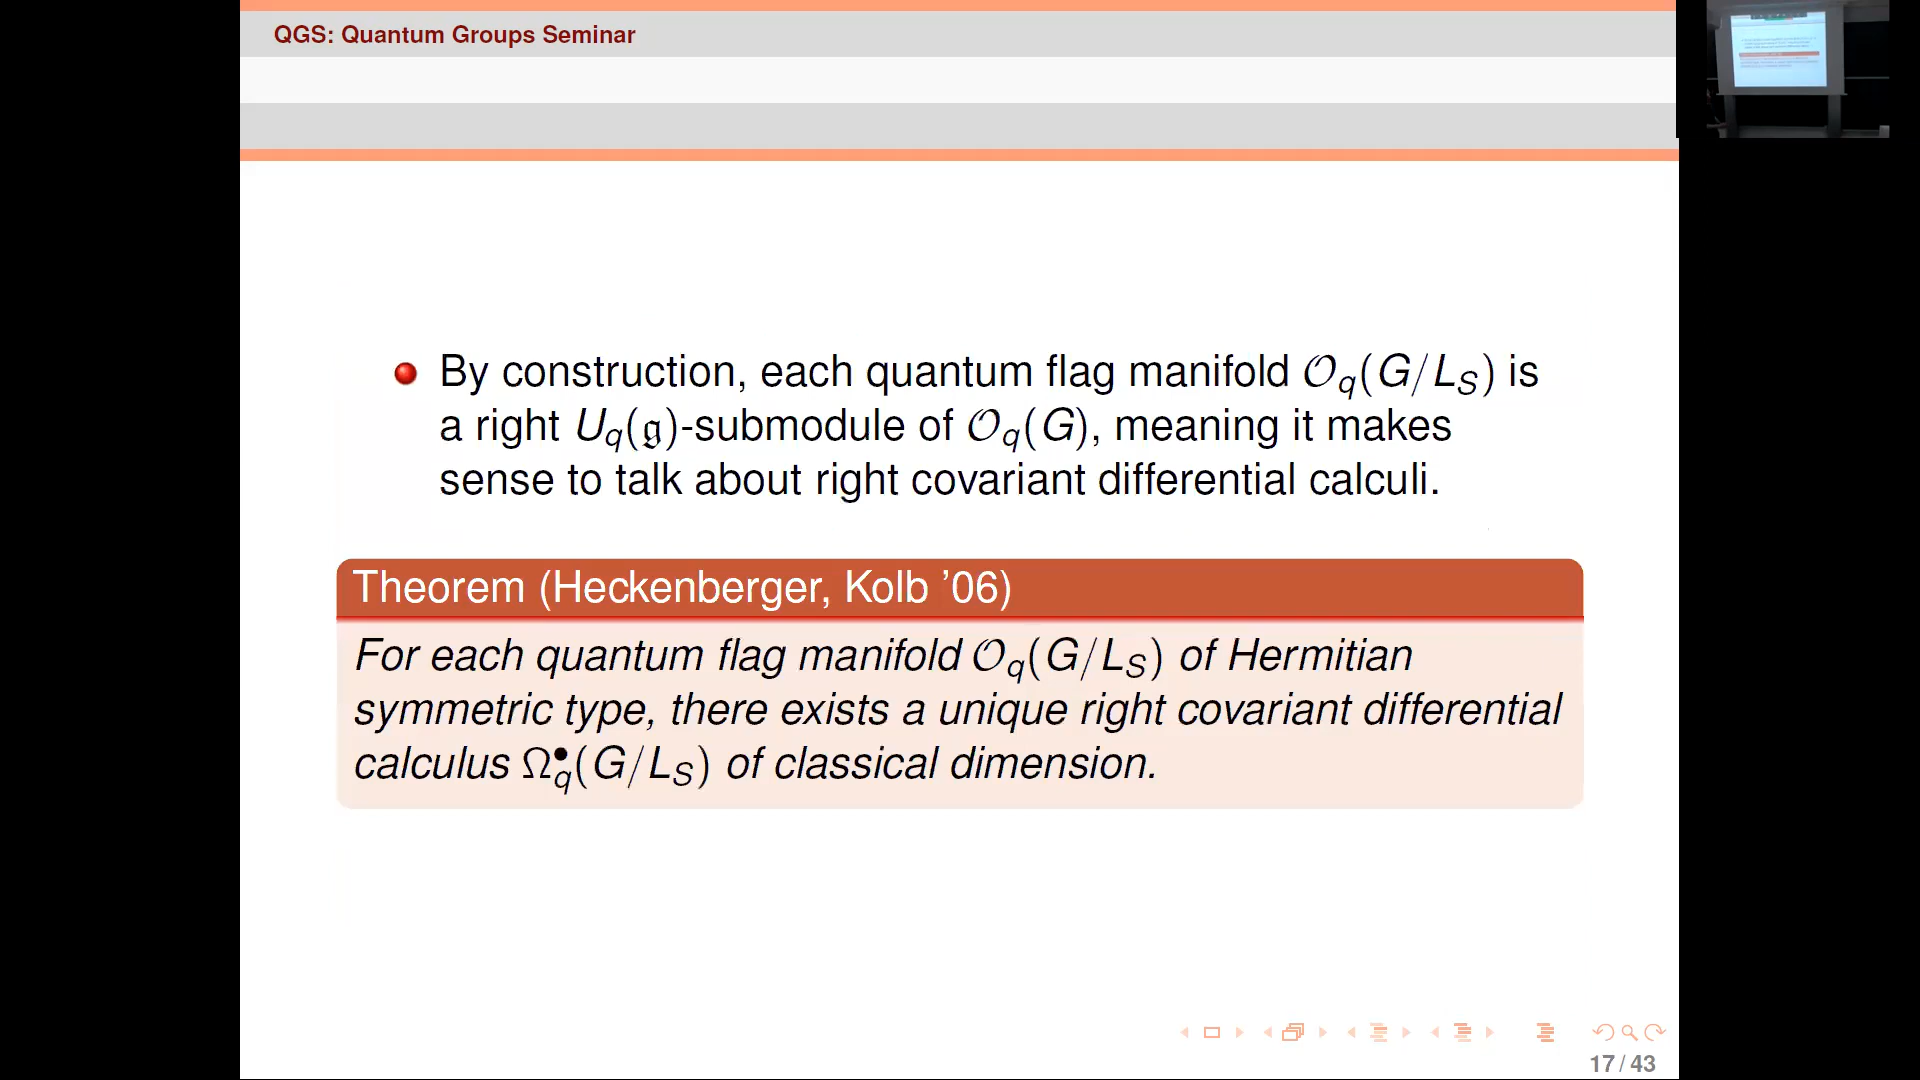 QGS: Quantum Groups Seminar
By construction, each quantum flag manifold 𝒪_q(G/L_S) is
a right U_q(𝔤)-submodule of 𝒪_q(G), meaning it makes
sense to talk about right covariant differential calculi.
Theorem (Heckenberger, Kolb ’06)
For each quantum flag manifold 𝒪_q(G/L_S) of Hermitian
symmetric type, there exists a unique right covariant differential
calculus Ω^•_q(G/L_S) of classical dimension.
17 / 43